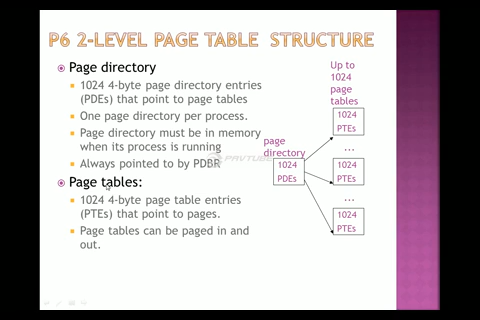 P6 2-LEVEL PAGE TABLE STRUCTURE
Page directory
1024 4-byte page directory entries
(PDEs) that point to page tables
One page directory per process.
Page directory must be in memory
when its process is running
Always pointed to by PDBR
Page tables:
1024 4-byte page table entries
(PTEs) that point to pages.
Page tables can be paged in and
out.
Up to
1024
page
tables
page
directory
1024
PDEs
1024
PTEs
...
1024
PTEs
...
1024
PTEs
PAVTUBE